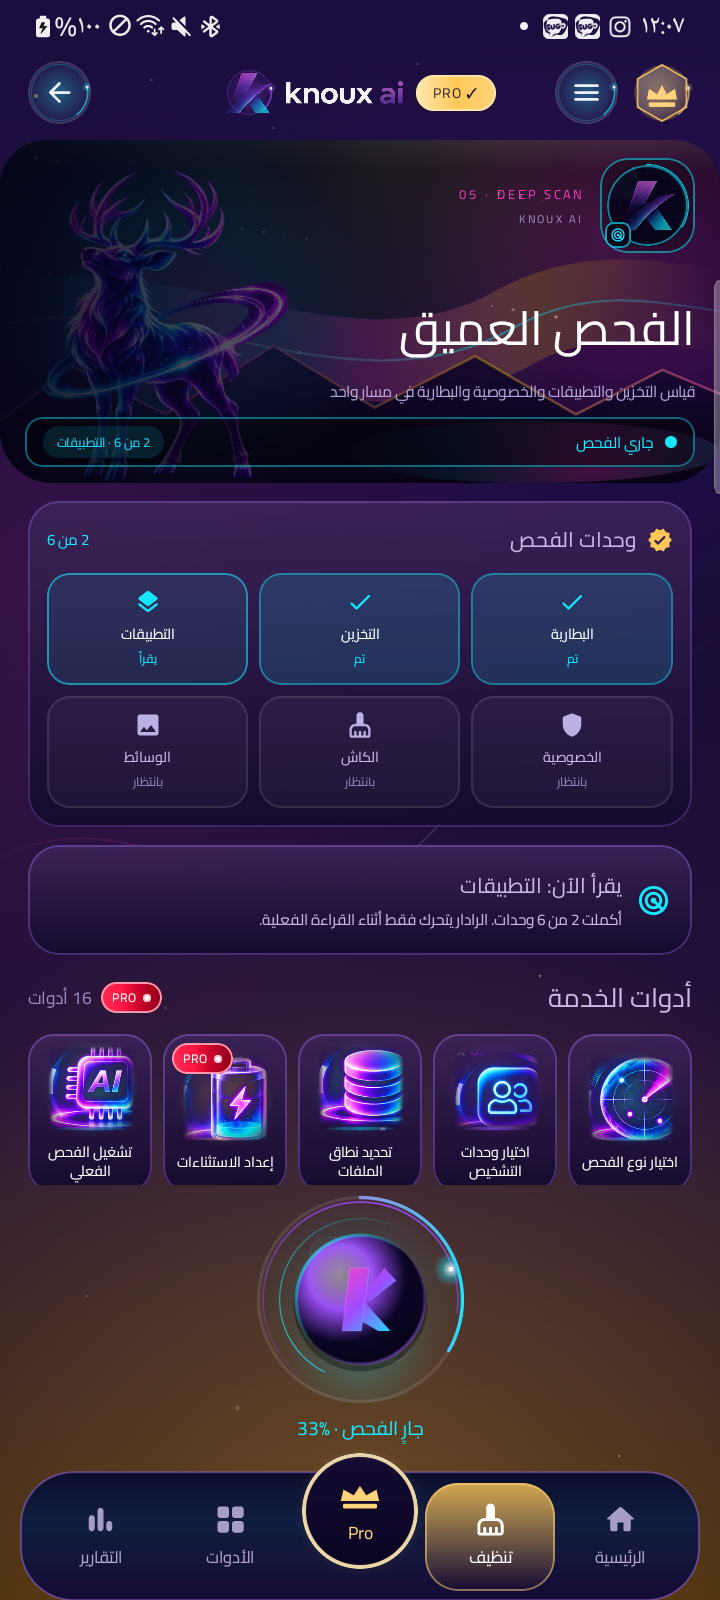 ١٢:٠٧
%١٠٠
knoux ai
PRO ✓
05 · DEEP SCAN
KNOUX AI
الفحص العميق
قياس التخزين والتطبيقات والخصوصية والبطارية في مسار واحد
جاري الفحص
2 من 6 · التطبيقات
وحدات الفحص
2 من 6
البطارية
تم
التخزين
تم
التطبيقات
يقرأ
الخصوصية
بانتظار
الكاش
بانتظار
الوسائط
بانتظار
يقرأ الآن: التطبيقات
أكملت 2 من 6 وحدات. الرادار يتحرك فقط أثناء القراءة الفعلية.
أدوات الخدمة
PRO
16 أدوات
اختيار نوع الفحص
اختيار وحدات
التشخيص
تحديد نطاق
الملفات
PRO
إعداد الاستثناءات
AI
تشغيل الفحص
الفعلي
جارٍ الفحص · 33%
الرئيسية
تنظيف
Pro
الأدوات
التقارير